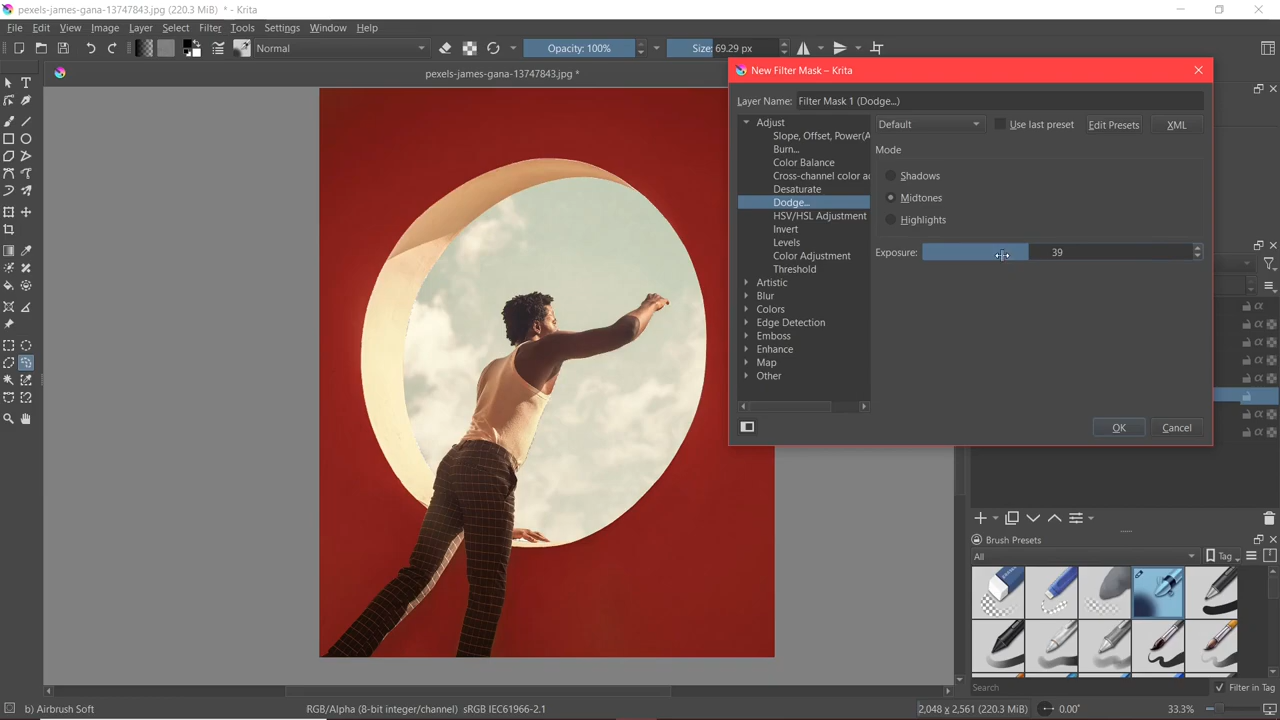 pexels-james-gana-13747843.jpg (220.3 MiB) * - Krita
File Edit View Image Layer Select Filter Tools Settings Window Help
Normal Opacity: 100% Size: 69.29 px
pexels-james-gana-13747843.jpg *
New Filter Mask – Krita
Layer Name: Filter Mask 1 (Dodge...)
Adjust
Slope, Offset, Power(A
Burn...
Color Balance
Cross-channel color a
Desaturate
Dodge...
HSV/HSL Adjustment
Invert
Levels
Color Adjustment
Threshold
Artistic
Blur
Colors
Edge Detection
Emboss
Enhance
Map
Other
Default Use last preset Edit Presets XML
Mode
Shadows
Midtones
Highlights
Exposure: 39
OK Cancel
Brush Presets
All Tag
Search Filter in Tag
b) Airbrush Soft RGB/Alpha (8-bit integer/channel) sRGB IEC61966-2.1 2,048 x 2,561 (220.3 MiB) 0.00° 33.3%